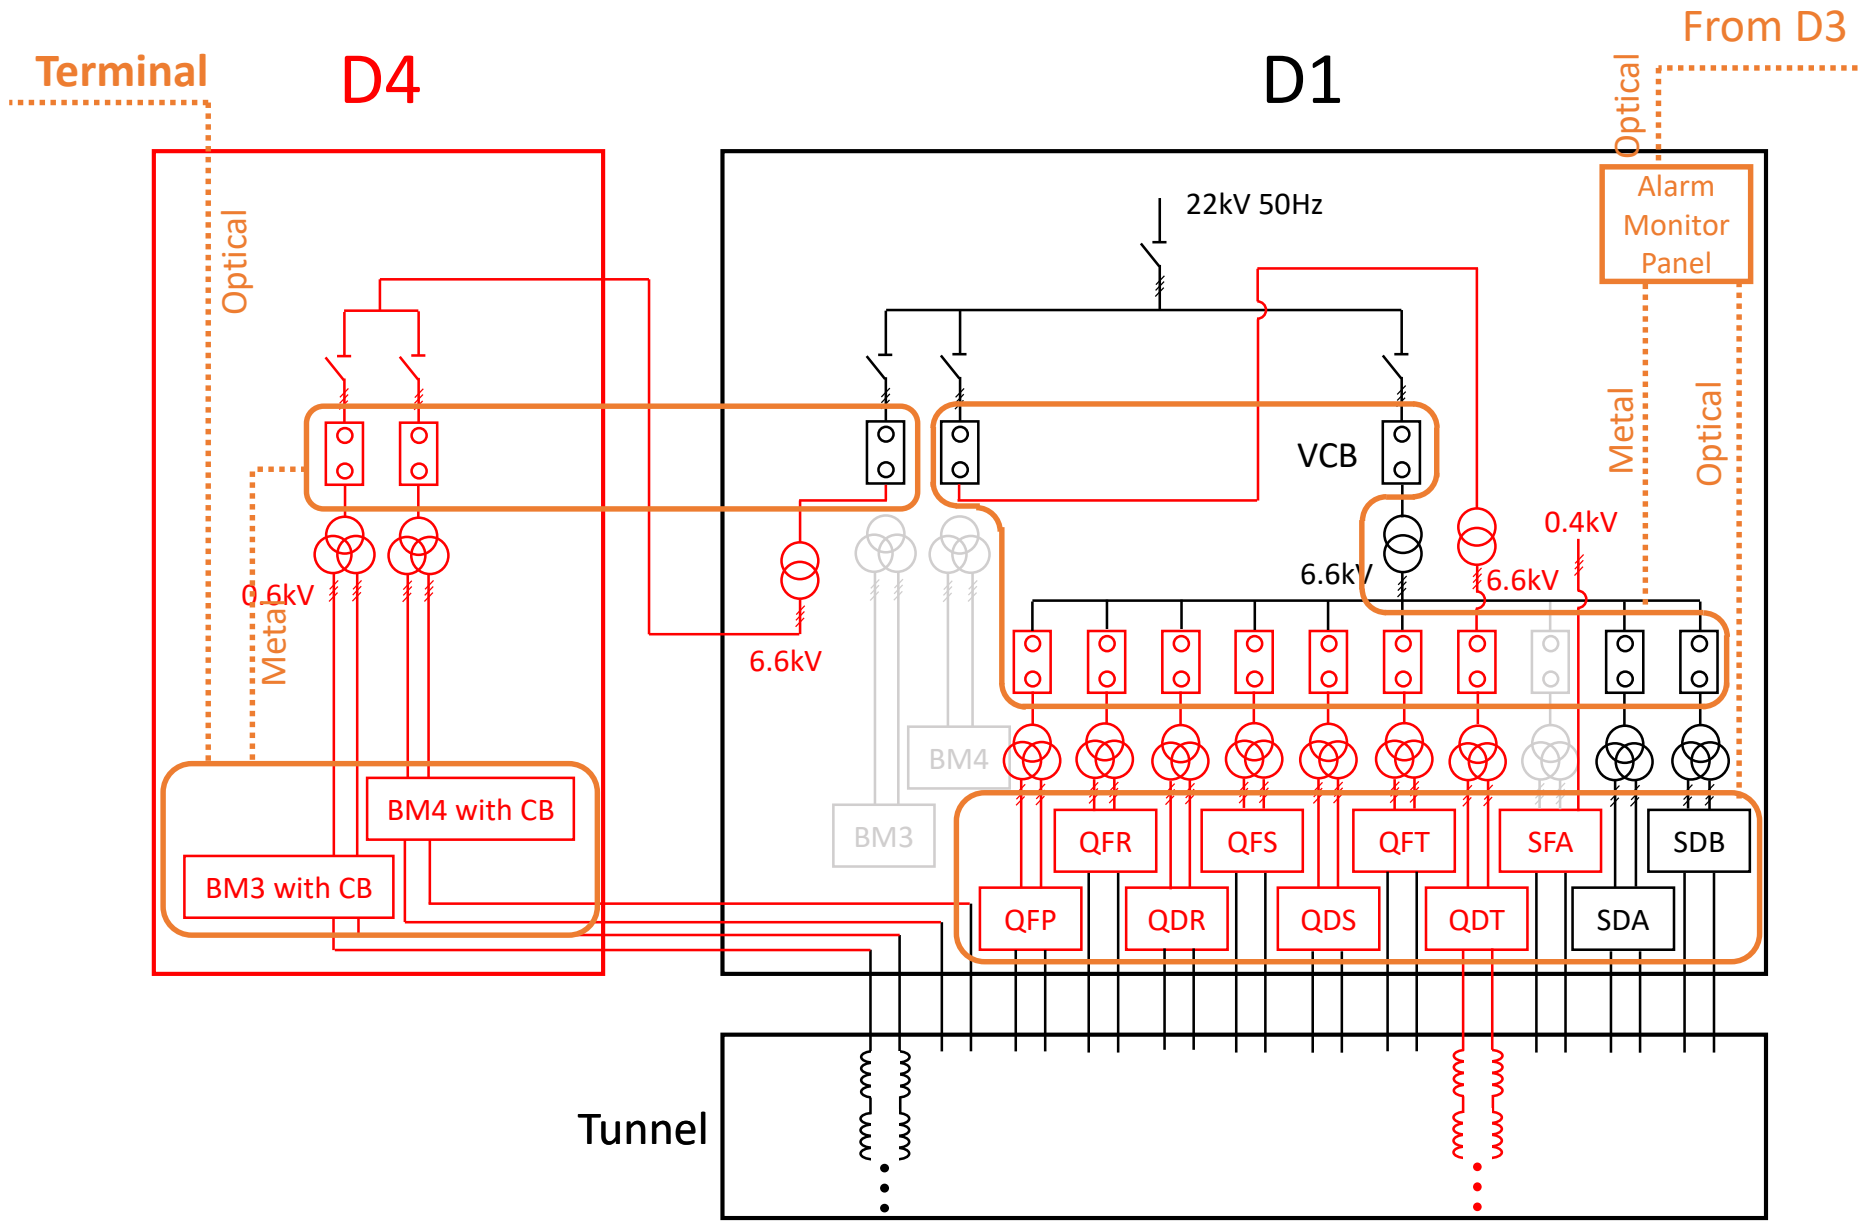 From D3
Terminal
D4
D1
Optical
Alarm
Monitor
Panel
22kV 50Hz
Optical
Metal
Optical
VCB
0.4kV
6.6kV
6.6kV
0.6kV
Metal
6.6kV
BM4
BM4 with CB
BM3
QFR
QFS
QFT
SFA
SDB
BM3 with CB
QFP
QDR
QDS
QDT
SDA
Tunnel